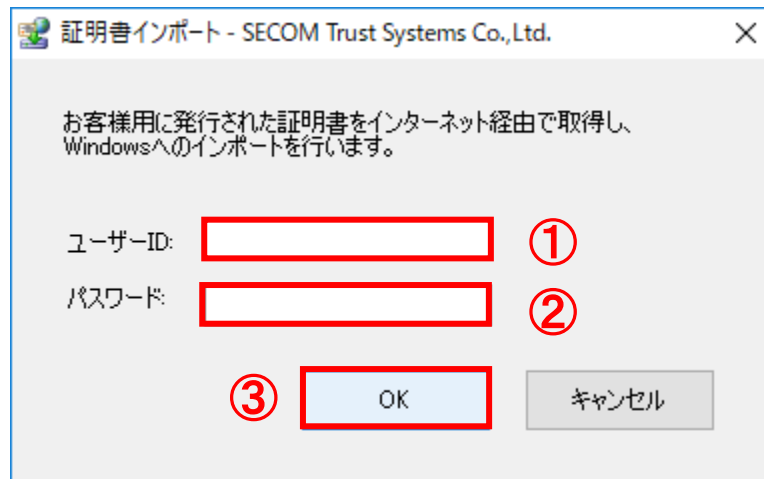 証明書インポート - SECOM Trust Systems Co.,Ltd.
お客様用に発行された証明書をインターネット経由で取得し、
Windowsへのインポートを行います。
ユーザーID: ①
パスワード: ②
③ OK キャンセル